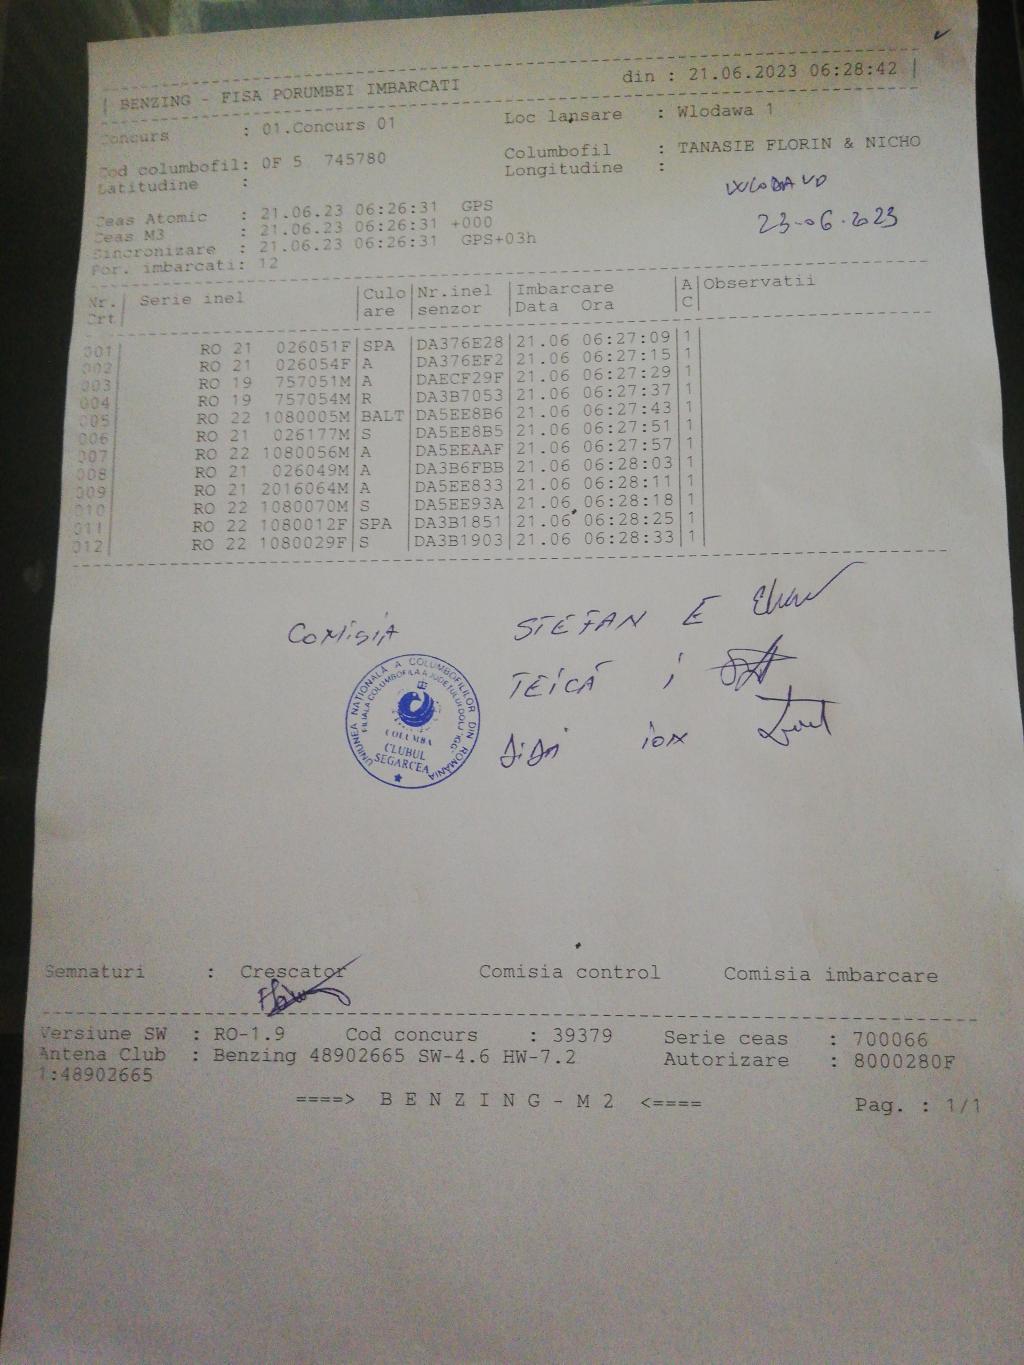 BENZING - FISA PORUMBEI IMBARCATI din : 21.06.2023 06:28:42
Concurs : 01.Concurs 01 Loc lansare : Wlodawa 1
Cod columbofil: OF 5 745780 Columbofil : TANASIE FLORIN & NICHO
Latitudine : Longitudine :
23-06-2023
Ceas Atomic : 21.06.23 06:26:31 GPS
Ceas M3 : 21.06.23 06:26:31 +000
Sincronizare : 21.06.23 06:26:31 GPS+03h
Por. imbarcati: 12
Nr. Serie inel Culo Nr.inel Imbarcare A Observatii
Crt are senzor Data Ora C
001 RO 21 026051F SPA DA376E28 21.06 06:27:09 1
002 RO 21 026054F A DA376EF2 21.06 06:27:15 1
003 RO 19 757051M A DAECF29F 21.06 06:27:29 1
004 RO 19 757054M R DA3B7053 21.06 06:27:37 1
005 RO 22 1080005M BALT DA5EE8B6 21.06 06:27:43 1
006 RO 21 026177M S DA5EE8B5 21.06 06:27:51 1
007 RO 22 1080056M A DA5EEAAF 21.06 06:27:57 1
008 RO 21 026049M A DA3B6FBB 21.06 06:28:03 1
009 RO 21 2016064M A DA5EE833 21.06 06:28:11 1
010 RO 22 1080070M S DA5EE93A 21.06 06:28:18 1
011 RO 22 1080012F SPA DA3B1851 21.06 06:28:25 1
012 RO 22 1080029F S DA3B1903 21.06 06:28:33 1
Comisia STEFAN E
TEICĂ I
ion
UNIUNEA NATIONALĂ A COLUMBOFILILOR DIN ROMÂNIA
FILIALA COLUMBOFILĂ A JUDEŢULUI DOLJ
COLUMBA
CLUBUL
SEGARCEA
Semnaturi : Crescator Comisia control Comisia imbarcare
Versiune SW : RO-1.9 Cod concurs : 39379 Serie ceas : 700066
Antena Club : Benzing 48902665 SW-4.6 HW-7.2 Autorizare : 8000280F
1:48902665
====> B E N Z I N G - M 2 <==== Pag. : 1/1